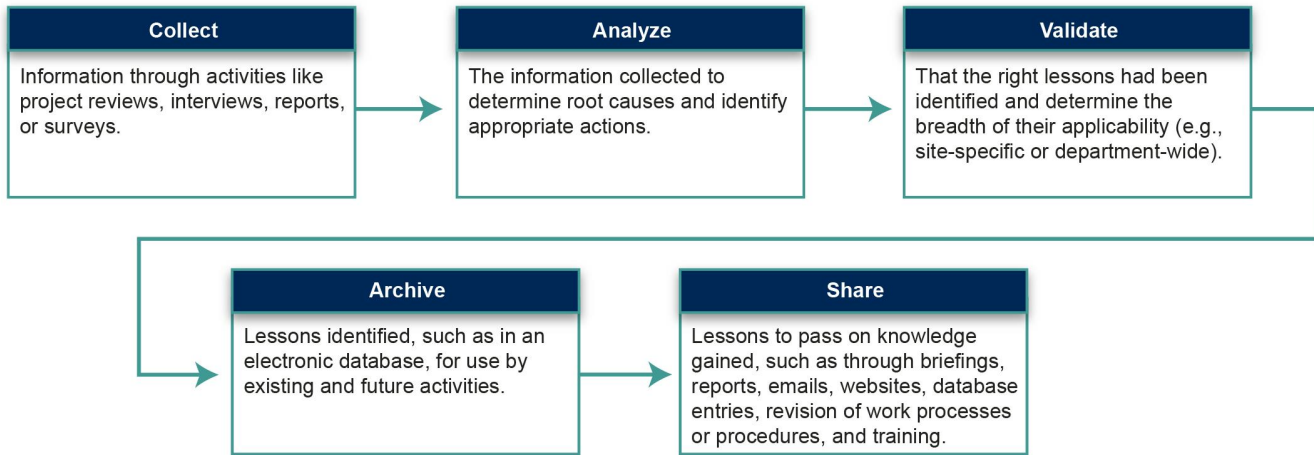 Collect
Information through activities like
project reviews, interviews, reports,
or surveys.
Analyze
The information collected to
determine root causes and identify
appropriate actions.
Validate
That the right lessons had been
identified and determine the
breadth of their applicability (e.g.,
site-specific or department-wide).
Archive
Lessons identified, such as in an
electronic database, for use by
existing and future activities.
Share
Lessons to pass on knowledge
gained, such as through briefings,
reports, emails, websites, database
entries, revision of work processes
or procedures, and training.